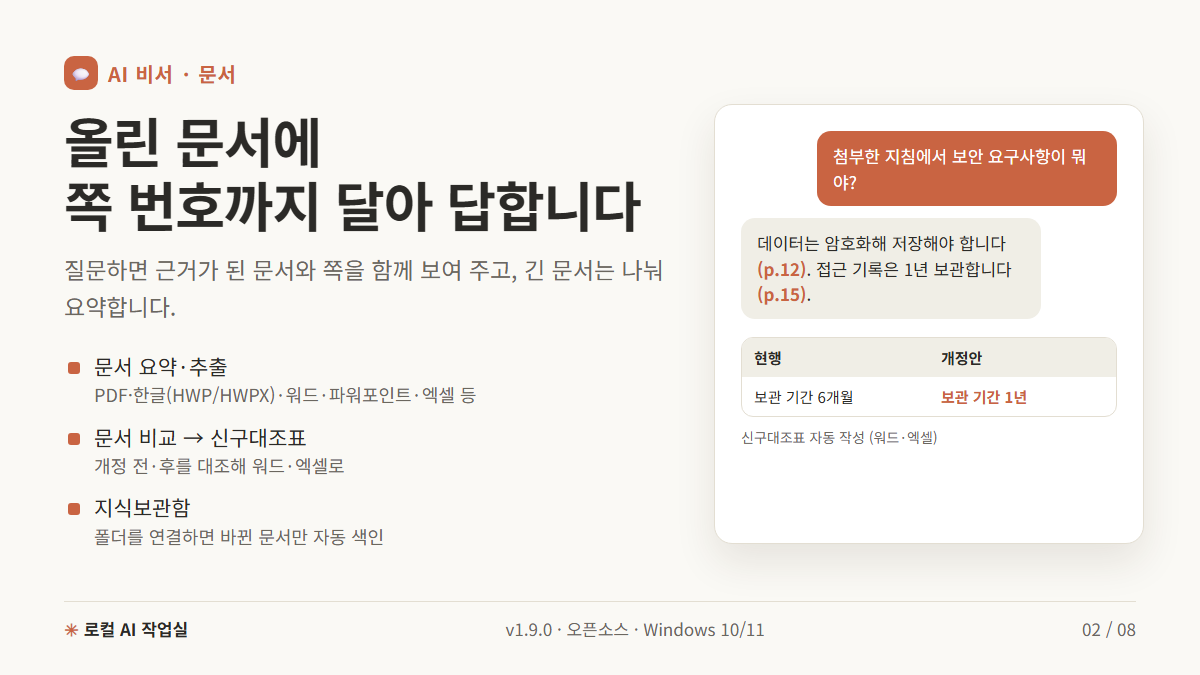 AI 비서 · 문서
올린 문서에
쪽 번호까지 달아 답합니다
질문하면 근거가 된 문서와 쪽을 함께 보여 주고, 긴 문서는 나눠
요약합니다.
문서 요약·추출
PDF·한글(HWP/HWPX)·워드·파워포인트·엑셀 등
문서 비교 → 신구대조표
개정 전·후를 대조해 워드·엑셀로
지식보관함
폴더를 연결하면 바뀐 문서만 자동 색인
첨부한 지침에서 보안 요구사항이 뭐
야?
데이터는 암호화해 저장해야 합니다
(p.12). 접근 기록은 1년 보관합니다
(p.15).
현행 개정안
보관 기간 6개월 보관 기간 1년
신구대조표 자동 작성 (워드·엑셀)
✳ 로컬 AI 작업실
v1.9.0 · 오픈소스 · Windows 10/11
02 / 08